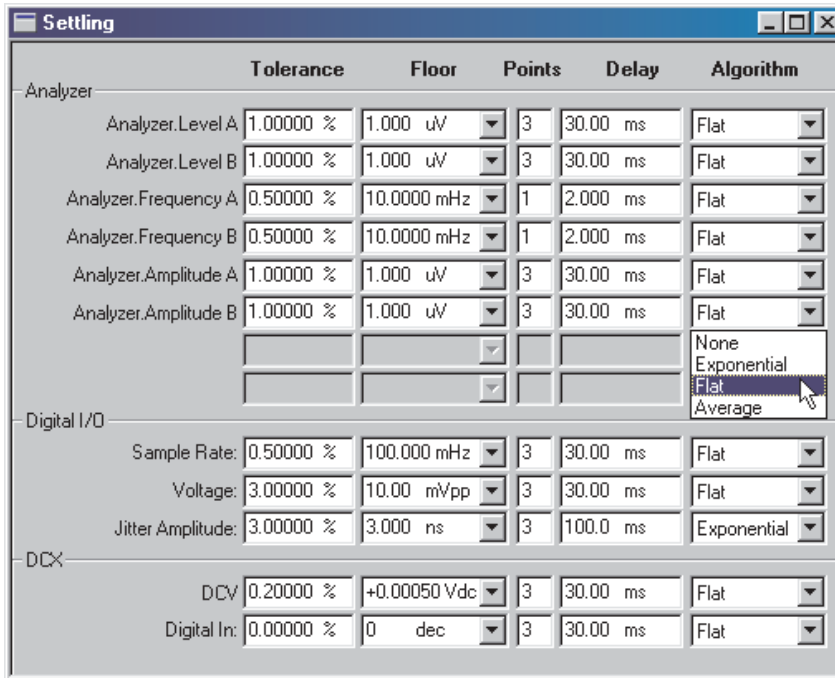 Settling
Tolerance Floor Points Delay Algorithm
Analyzer
Analyzer.Level A 1.00000 % 1.000 uV 3 30.00 ms Flat
Analyzer.Level B 1.00000 % 1.000 uV 3 30.00 ms Flat
Analyzer.Frequency A 0.50000 % 10.0000 mHz 1 2.000 ms Flat
Analyzer.Frequency B 0.50000 % 10.0000 mHz 1 2.000 ms Flat
Analyzer.Amplitude A 1.00000 % 1.000 uV 3 30.00 ms Flat
Analyzer.Amplitude B 1.00000 % 1.000 uV 3 30.00 ms Flat
None
Exponential
Flat
Average
Digital I/O
Sample Rate: 0.50000 % 100.000 mHz 3 30.00 ms Flat
Voltage: 3.00000 % 10.00 mVpp 3 30.00 ms Flat
Jitter Amplitude: 3.00000 % 3.000 ns 3 100.0 ms Exponential
DCX
DCV 0.20000 % +0.00050 Vdc 3 30.00 ms Flat
Digital In: 0.00000 % 0 dec 3 30.00 ms Flat